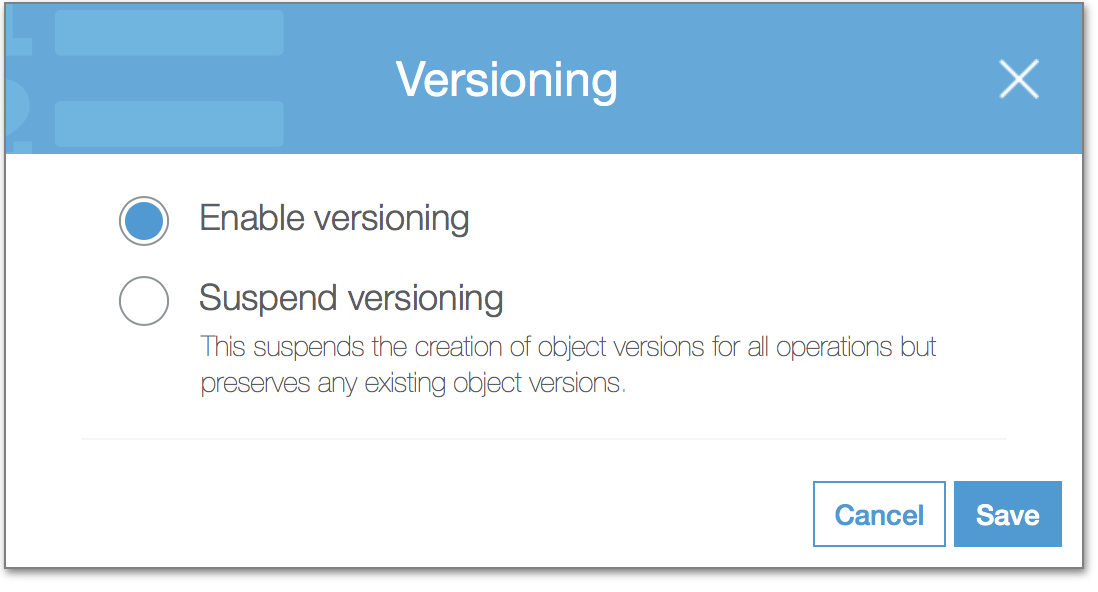 Versioning
Enable versioning
Suspend versioning
This suspends the creation of object versions for all operations but
preserves any existing object versions.
Cancel Save